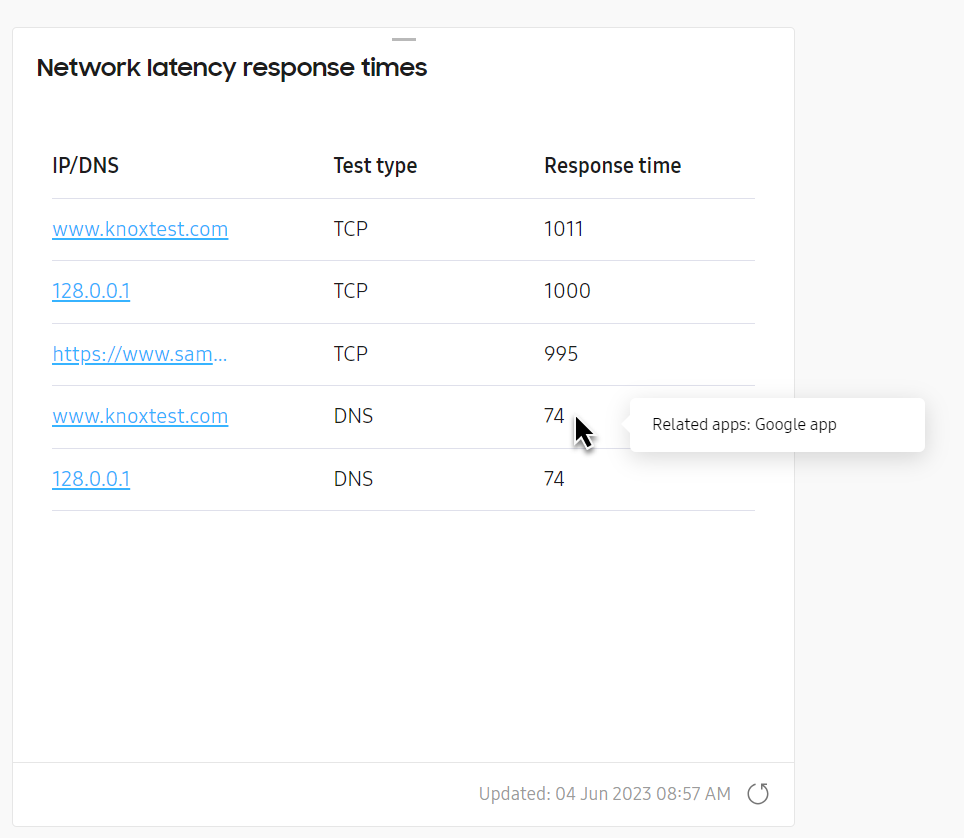 Network latency response times
IP/DNS Test type Response time
www.knoxtest.com TCP 1011
128.0.0.1 TCP 1000
https://www.sam... TCP 995
www.knoxtest.com DNS 74
Related apps: Google app
128.0.0.1 DNS 74
Updated: 04 Jun 2023 08:57 AM